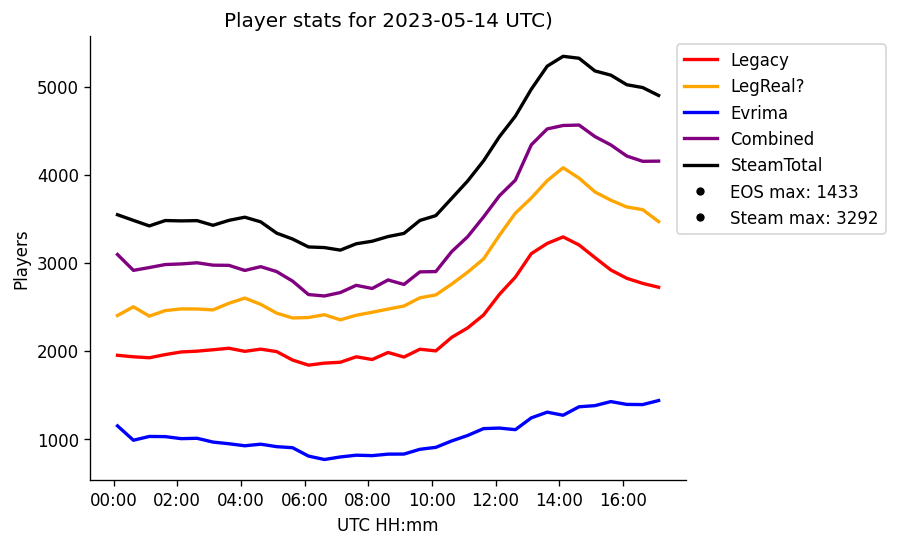 Player stats for 2023-05-14 UTC)
Legacy
LegReal?
Evrima
Combined
SteamTotal
EOS max: 1433
Steam max: 3292
Players
5000
4000
3000
2000
1000
00:00 02:00 04:00 06:00 08:00 10:00 12:00 14:00 16:00
UTC HH:mm